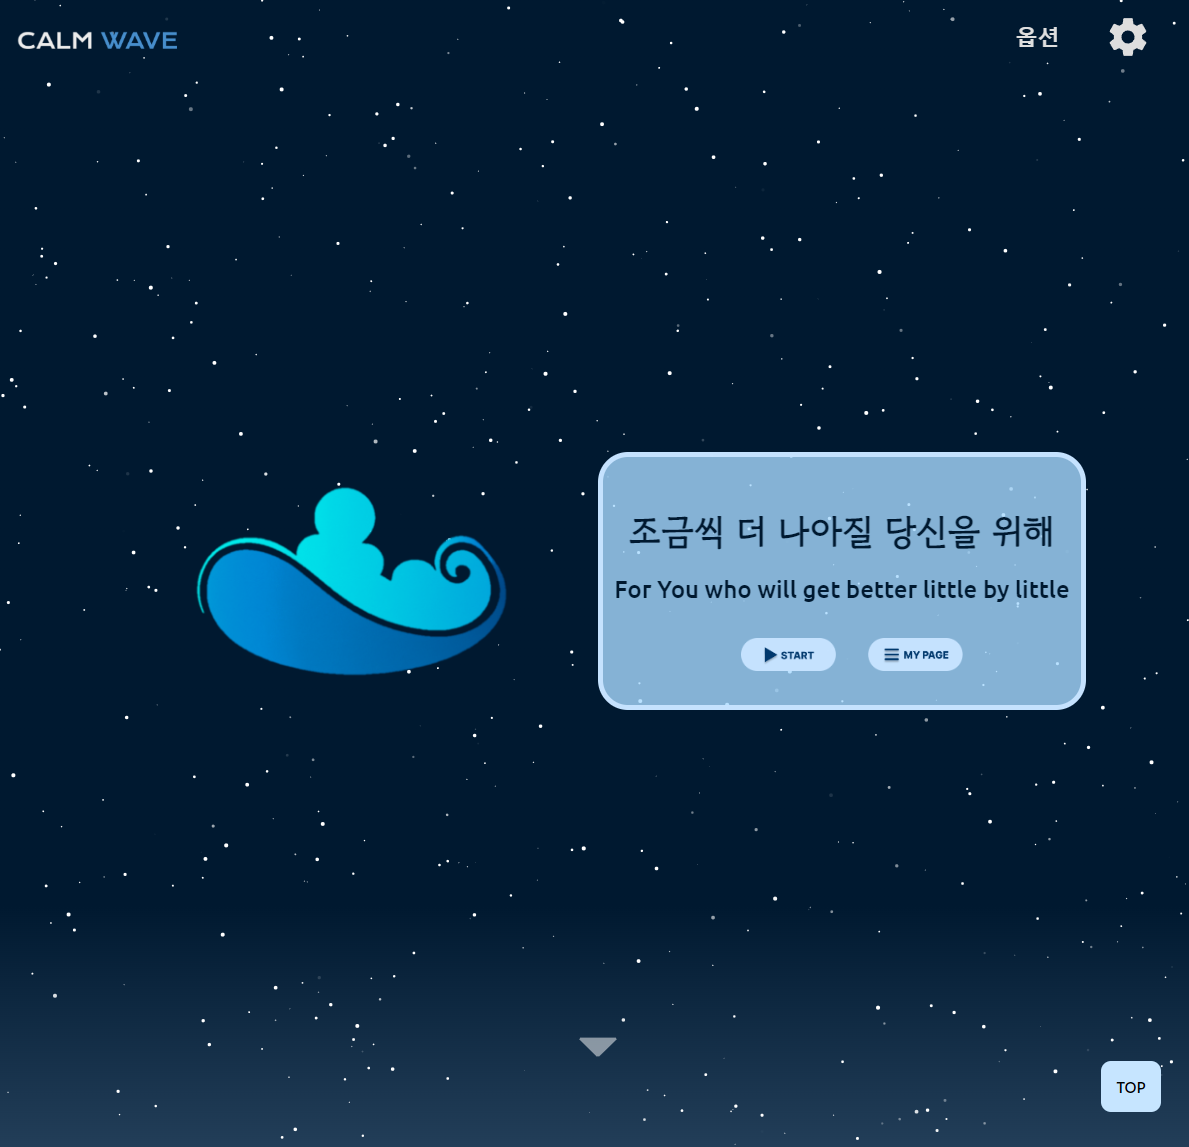 CALM WAVE
옵션
조금씩 더 나아질 당신을 위해
For You who will get better little by little
START
MY PAGE
TOP